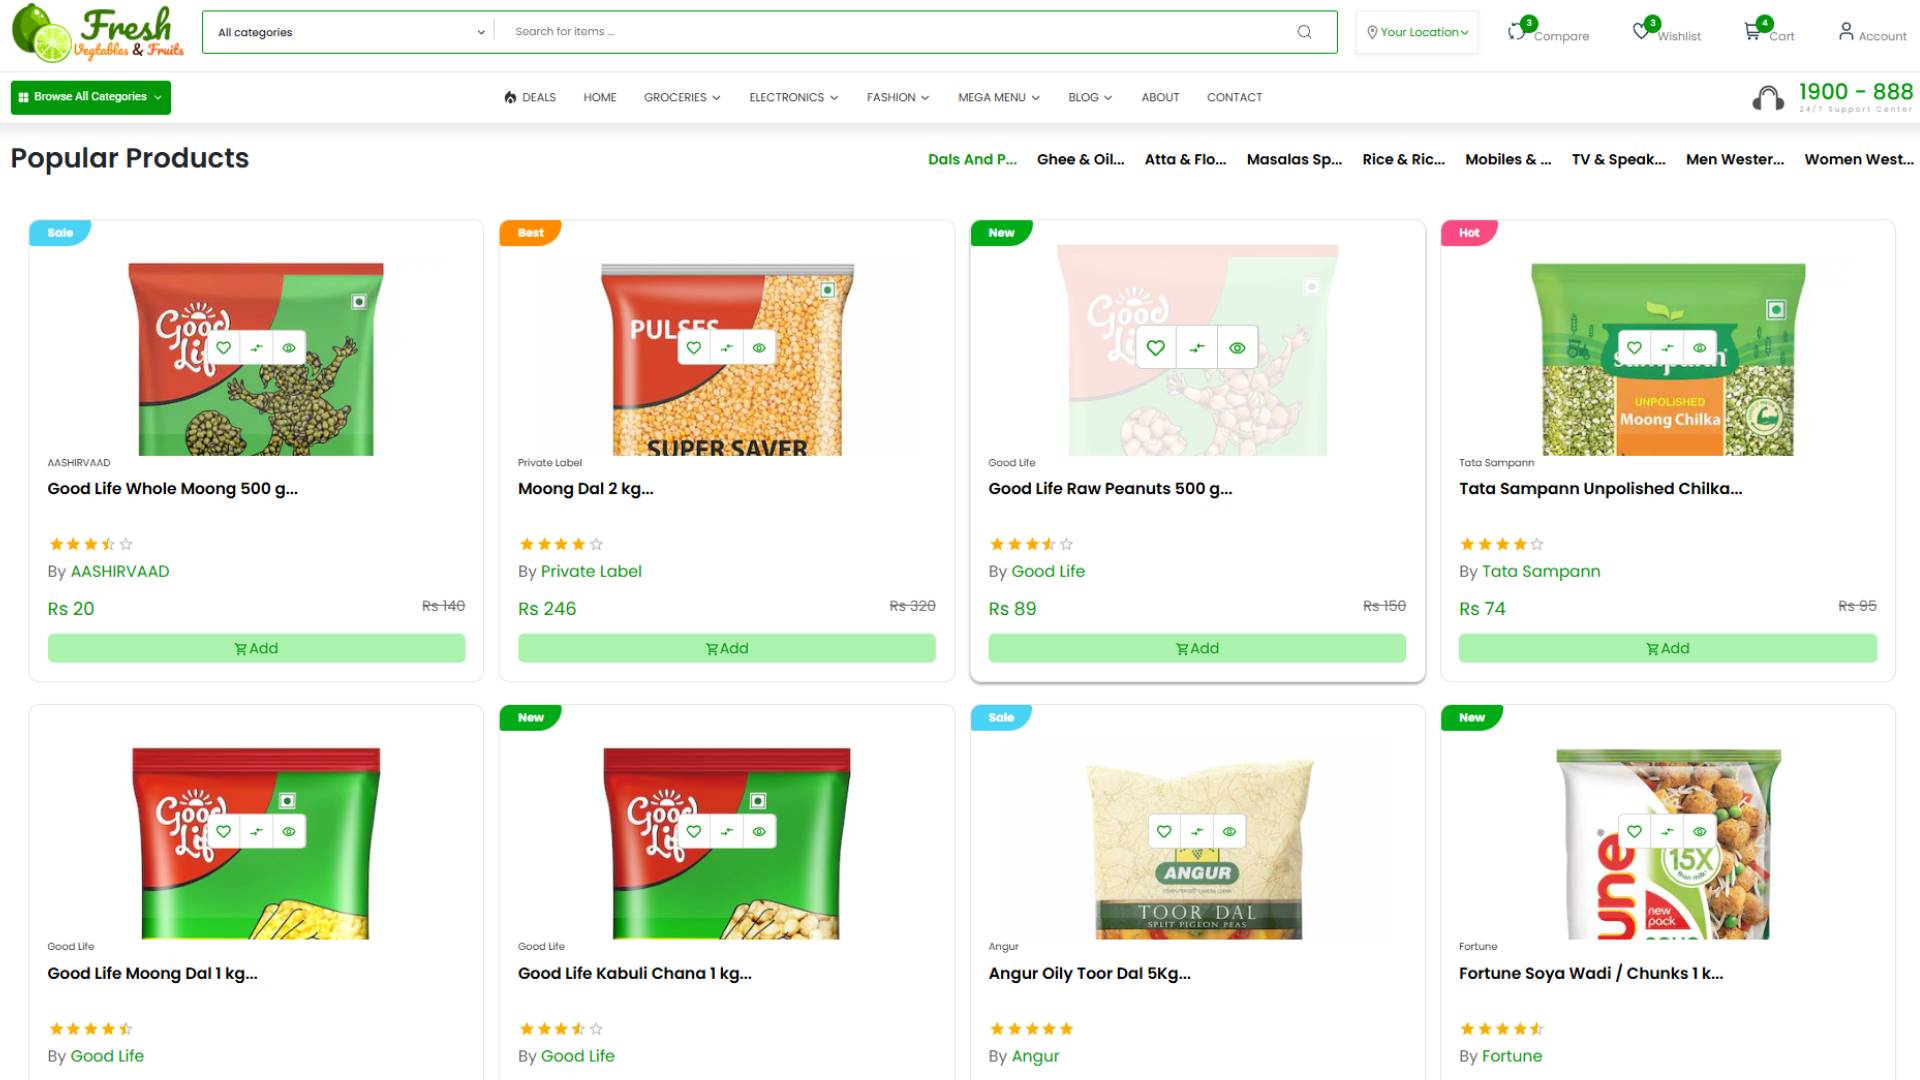 Fresh
Vegtables & Fruits
All categories
Search for items ...
Your Location
3
Compare
3
Wishlist
4
Cart
Account
Browse All Categories
DEALS
HOME
GROCERIES
ELECTRONICS
FASHION
MEGA MENU
BLOG
ABOUT
CONTACT
1900 - 888
24/7 Support Center
Popular Products
Dals And P...
Ghee & Oil...
Atta & Flo...
Masalas Sp...
Rice & Ric...
Mobiles & ...
TV & Speak...
Men Wester...
Women West...
Sale
Good
AASHIRVAAD
Good Life Whole Moong 500 g...
By AASHIRVAAD
Rs 20
Rs 140
Add
Best
PULSES
SUPER SAVER
Private Label
Moong Dal 2 kg...
By Private Label
Rs 246
Rs 320
Add
New
Good
Good Life
Good Life Raw Peanuts 500 g...
By Good Life
Rs 89
Rs 150
Add
Hot
sampann
UNPOLISHED
Moong Chilka
Tata Sampann
Tata Sampann Unpolished Chilka...
By Tata Sampann
Rs 74
Rs 95
Add
Good
Good Life
Good Life Moong Dal 1 kg...
By Good Life
New
Good
Good Life
Good Life Kabuli Chana 1 kg...
By Good Life
Sale
ANGUR
TOOR DAL
SPLIT PIGEON PEAS
Angur
Angur Oily Toor Dal 5Kg...
By Angur
New
une
15X
than milk
new
pack
Fortune
Fortune Soya Wadi / Chunks 1 k...
By Fortune